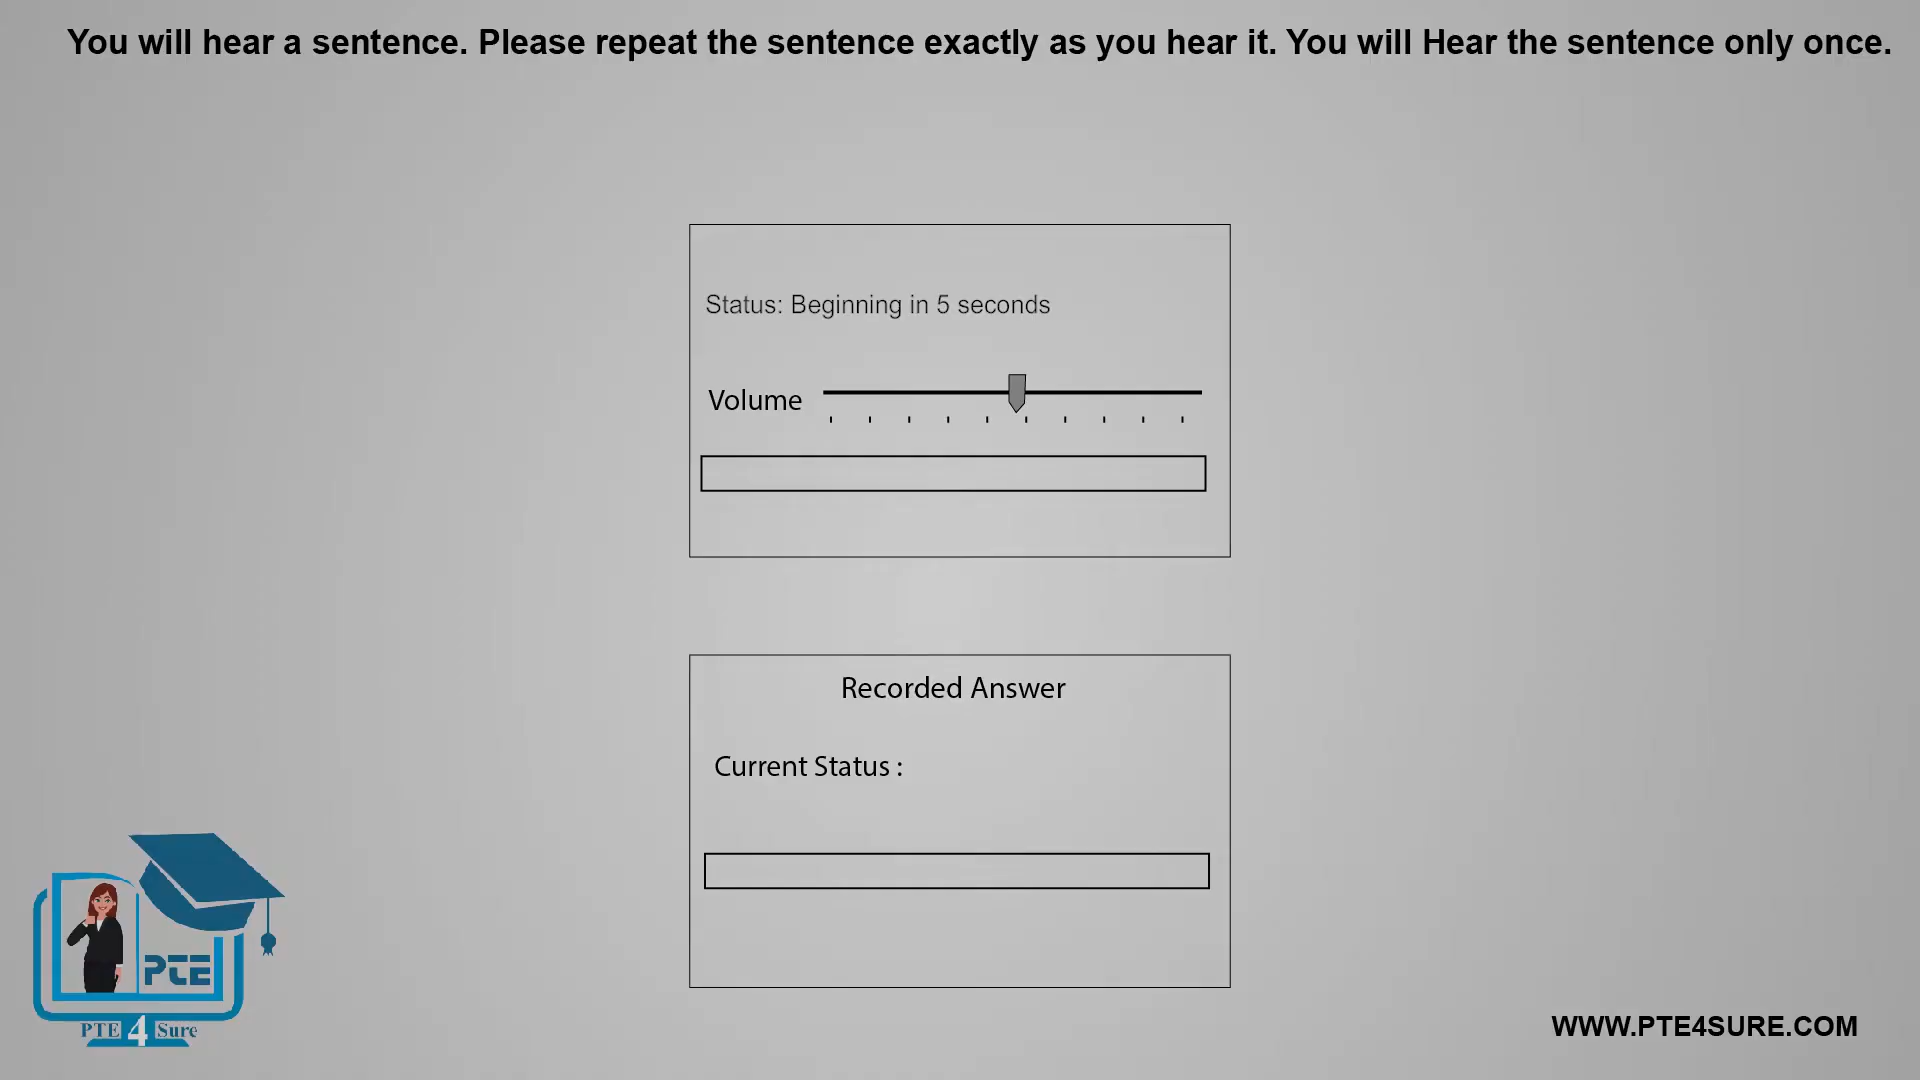 You will hear a sentence. Please repeat the sentence exactly as you hear it. You will Hear the sentence only once.
Status: Beginning in 5 seconds
Volume
Recorded Answer
Current Status :
PTE
PTE 4 Sure
WWW.PTE4SURE.COM